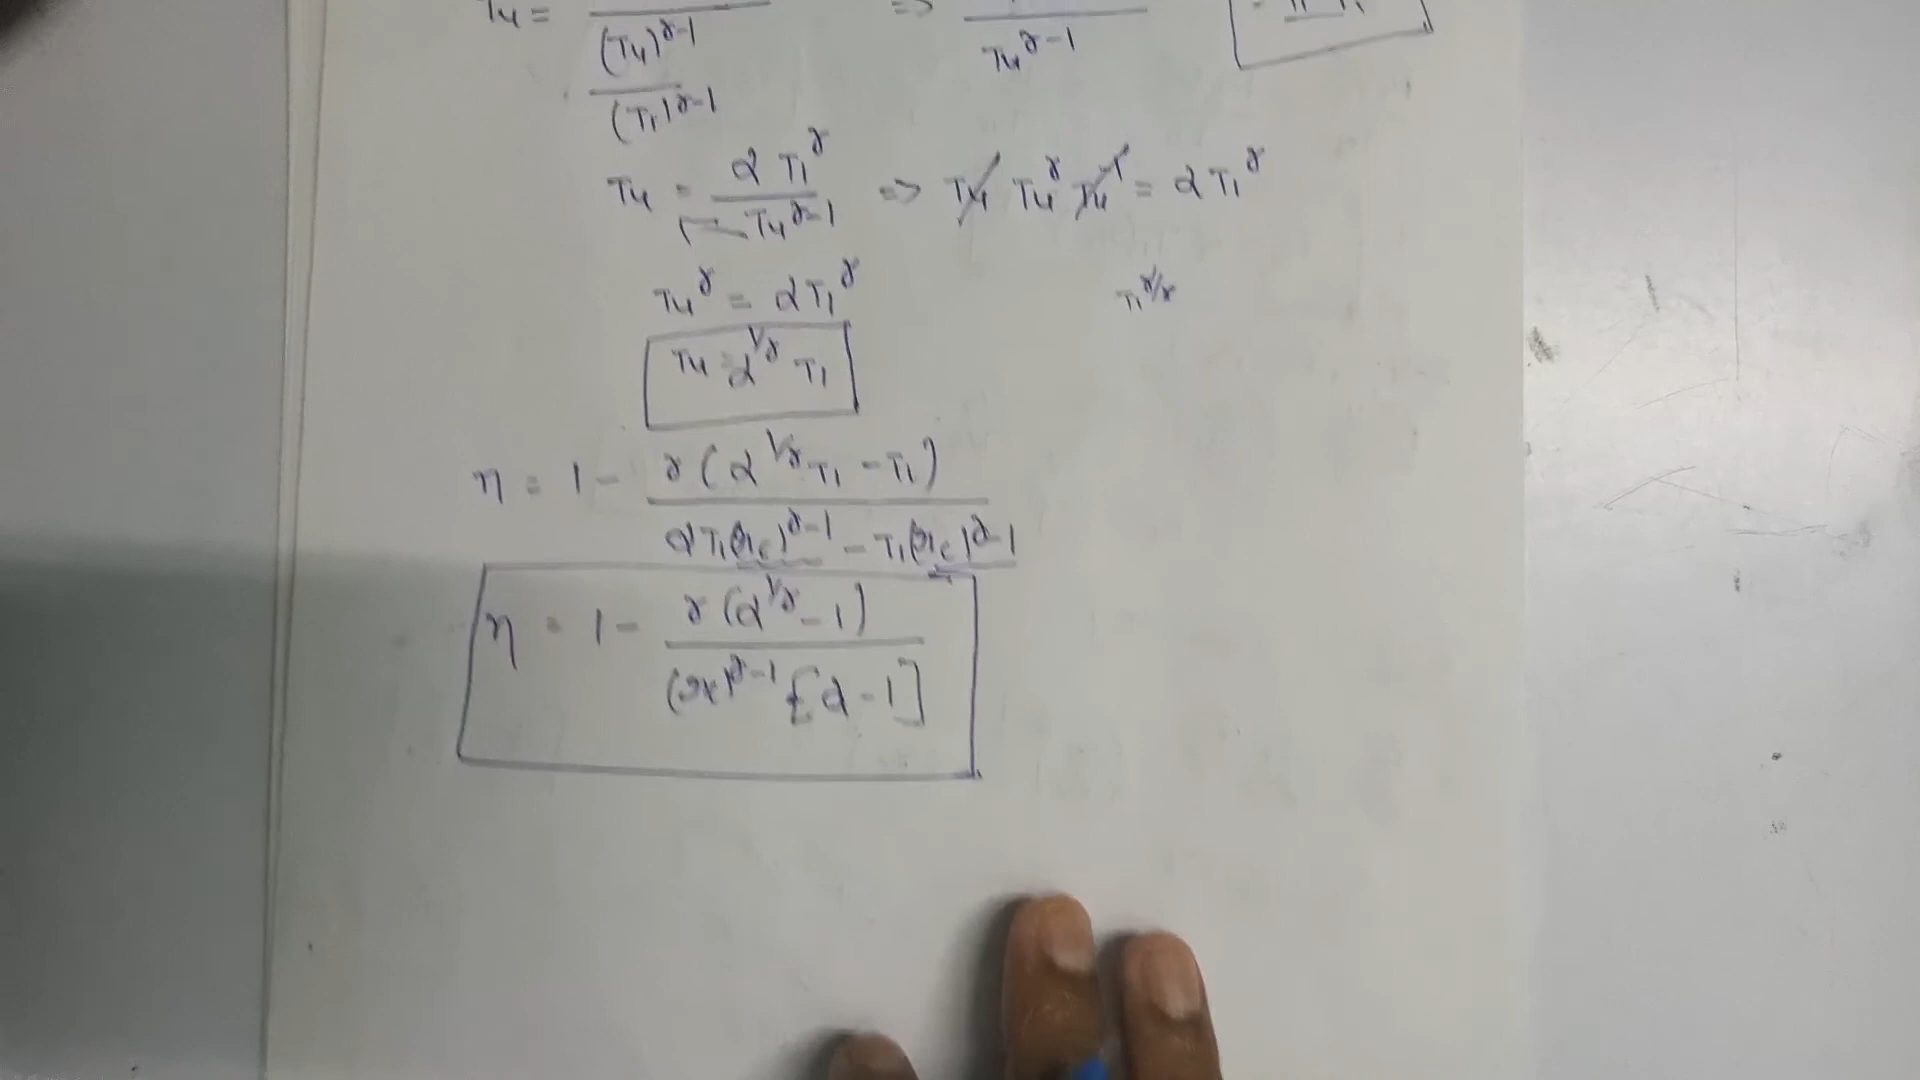 T4 = ―――― => ――――
(T4)^γ-1 T4^γ-1
(T1)^γ-1
T4 = α T1^γ / T4^γ-1 => T4 T4^γ T4^-1 = α T1^γ
T4^γ = α T1^γ T1^γ/γ
T4 = α^1/γ T1
η = 1 - γ (α^1/γ T1 - T1) / α T1 (rc)^γ-1 - T1 (rc)^γ-1
η = 1 - γ (α^1/γ - 1) / (rc)^γ-1 [α - 1]